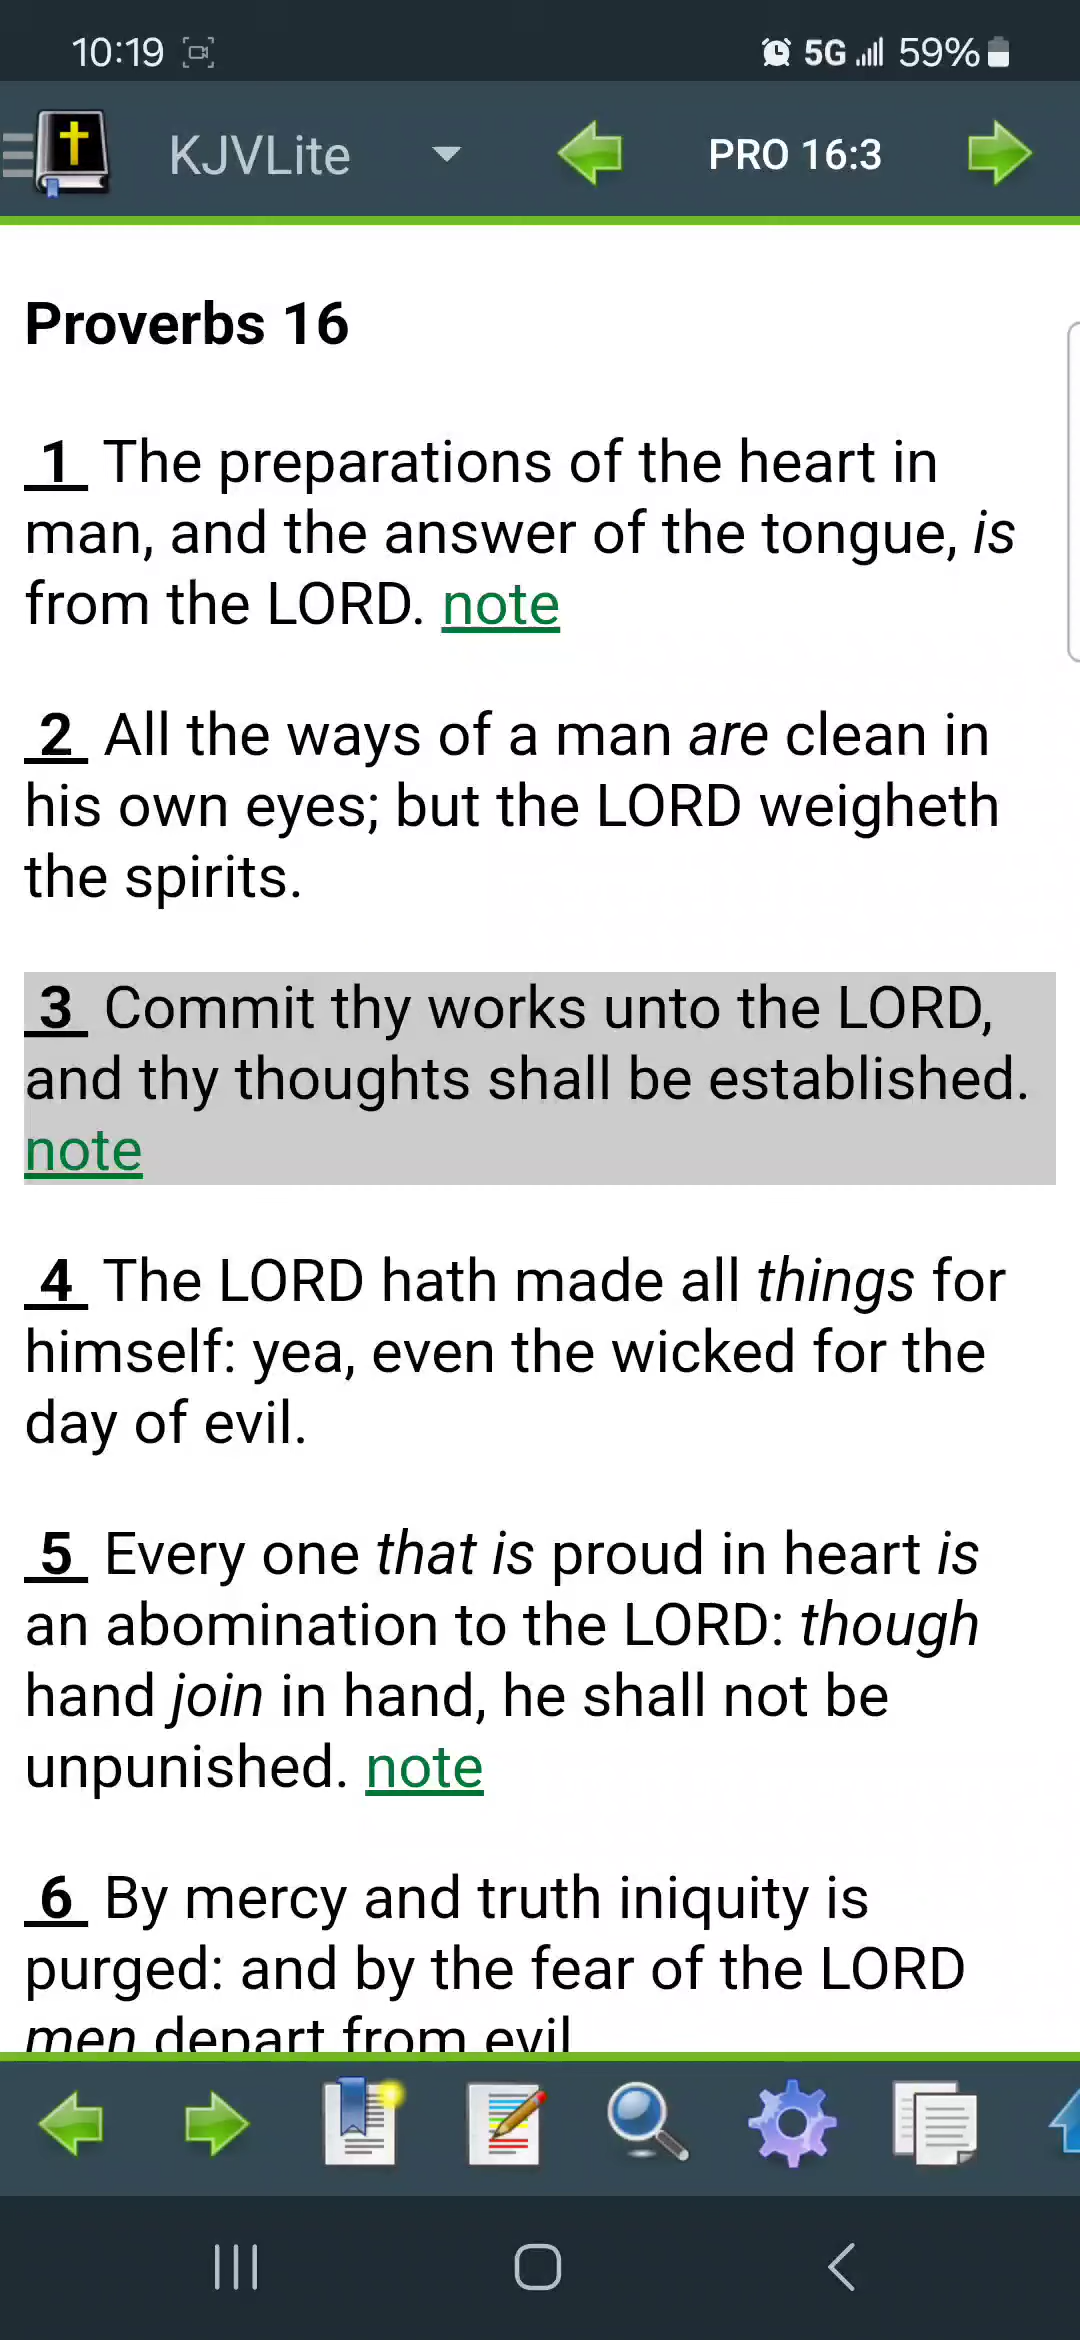 10:19 5G 59%
KJVLite PRO 16:3
Proverbs 16
1 The preparations of the heart in
man, and the answer of the tongue, is
from the LORD. note
2 All the ways of a man are clean in
his own eyes; but the LORD weigheth
the spirits.
3 Commit thy works unto the LORD,
and thy thoughts shall be established.
note
4 The LORD hath made all things for
himself: yea, even the wicked for the
day of evil.
5 Every one that is proud in heart is
an abomination to the LORD: though
hand join in hand, he shall not be
unpunished. note
6 By mercy and truth iniquity is
purged: and by the fear of the LORD
men depart from evil